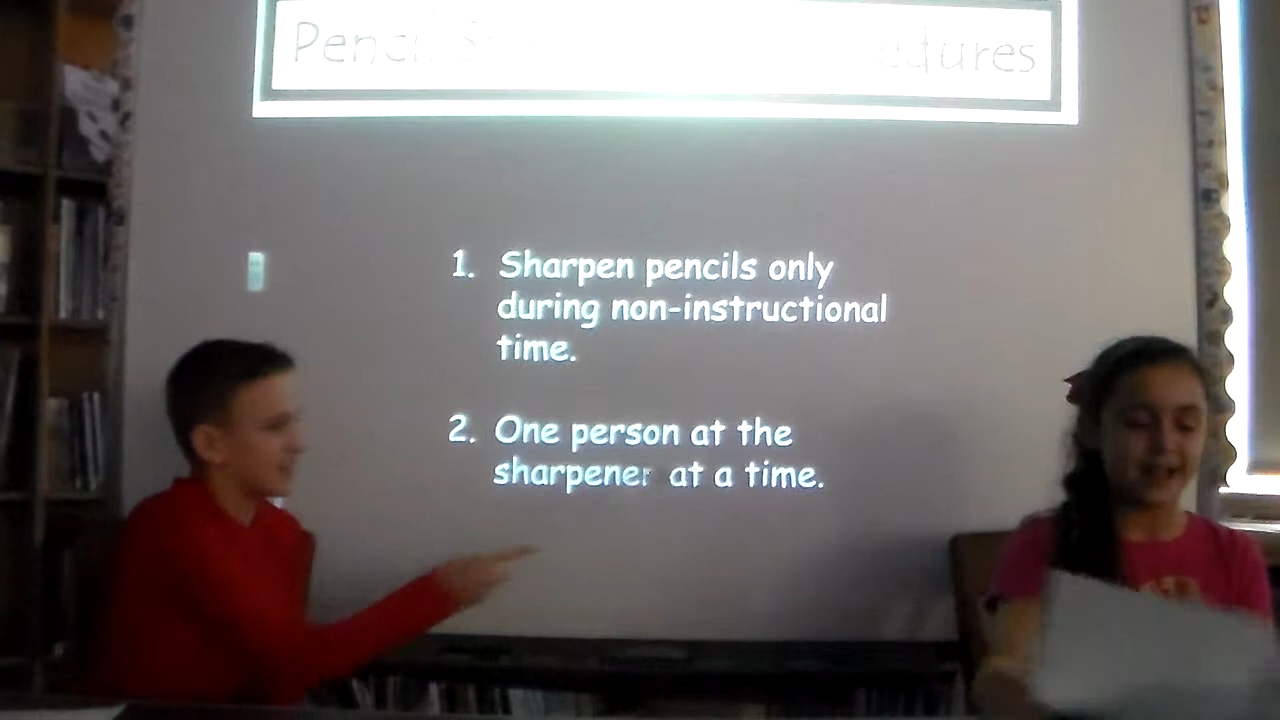 1. Sharpen pencils only
during non-instructional
time.
2. One person at the
sharpener at a time.